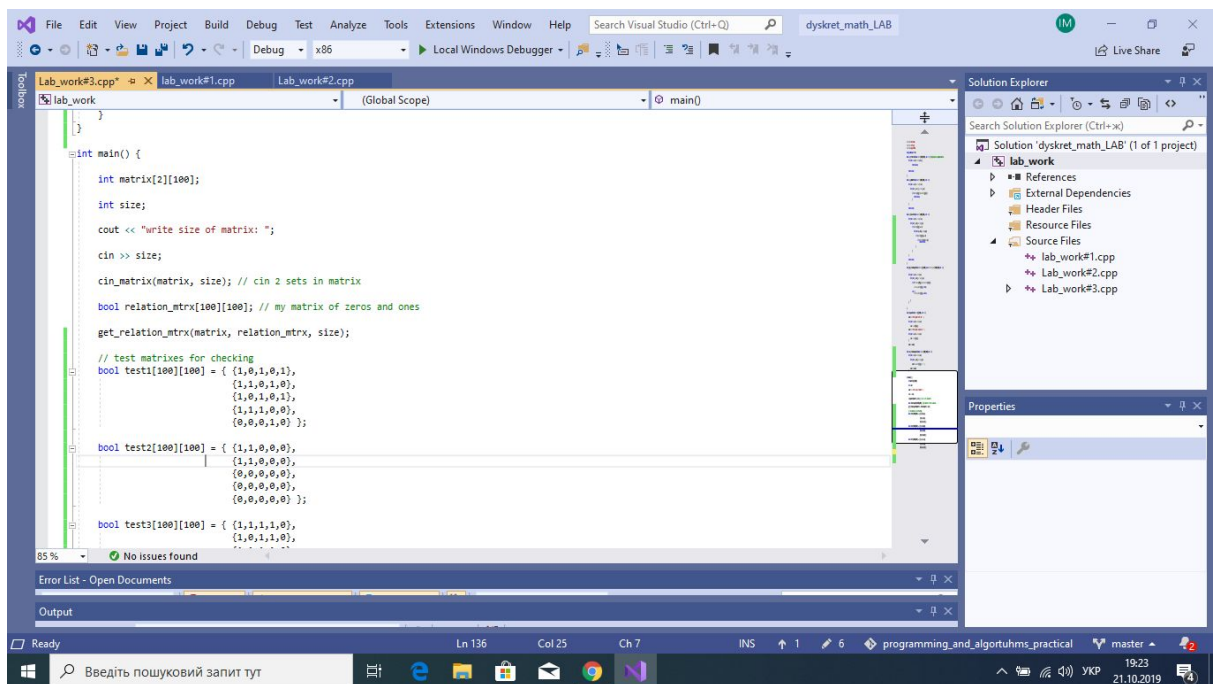 File Edit View Project Build Debug Test Analyze Tools Extensions Window Help Search Visual Studio (Ctrl+Q) dyskret_math_LAB IM
Debug x86 Local Windows Debugger Live Share
Toolbox
Lab_work#3.cpp* lab_work#1.cpp Lab_work#2.cpp
lab_work (Global Scope) main()
}
}
int main() {
int matrix[2][100];
int size;
cout << "write size of matrix: ";
cin >> size;
cin_matrix(matrix, size); // cin 2 sets in matrix
bool relation_mtrx[100][100]; // my matrix of zeros and ones
get_relation_mtrx(matrix, relation_mtrx, size);
// test matrixes for checking
bool test1[100][100] = { {1,0,1,0,1},
{1,1,0,1,0},
{1,0,1,0,1},
{1,1,1,0,0},
{0,0,0,1,0} };
bool test2[100][100] = { {1,1,0,0,0},
{1,1,0,0,0},
{0,0,0,0,0},
{0,0,0,0,0},
{0,0,0,0,0} };
bool test3[100][100] = { {1,1,1,1,0},
{1,0,1,1,0},
85 % No issues found
Error List - Open Documents
Output
Solution Explorer
Search Solution Explorer (Ctrl+ж)
Solution 'dyskret_math_LAB' (1 of 1 project)
lab_work
References
External Dependencies
Header Files
Resource Files
Source Files
lab_work#1.cpp
Lab_work#2.cpp
Lab_work#3.cpp
Properties
Ready Ln 136 Col 25 Ch 7 INS 1 6 programming_and_algortuhms_practical master 2
Введіть пошуковий запит тут УКР 19:23
21.10.2019 4